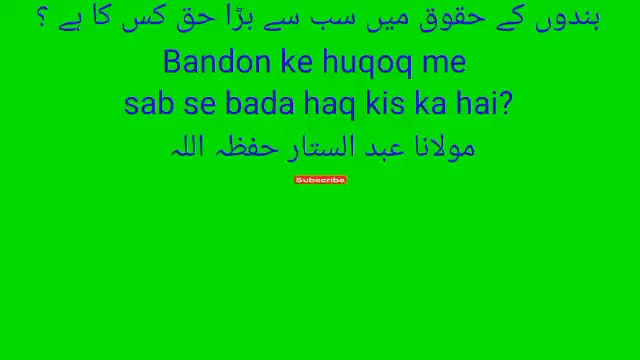 بندوں کے حقوق میں سب سے بڑا حق کس کا ہے ؟
Bandon ke huqoq me
sab se bada haq kis ka hai?
مولانا عبد الستار حفظہ اللہ
Subscribe